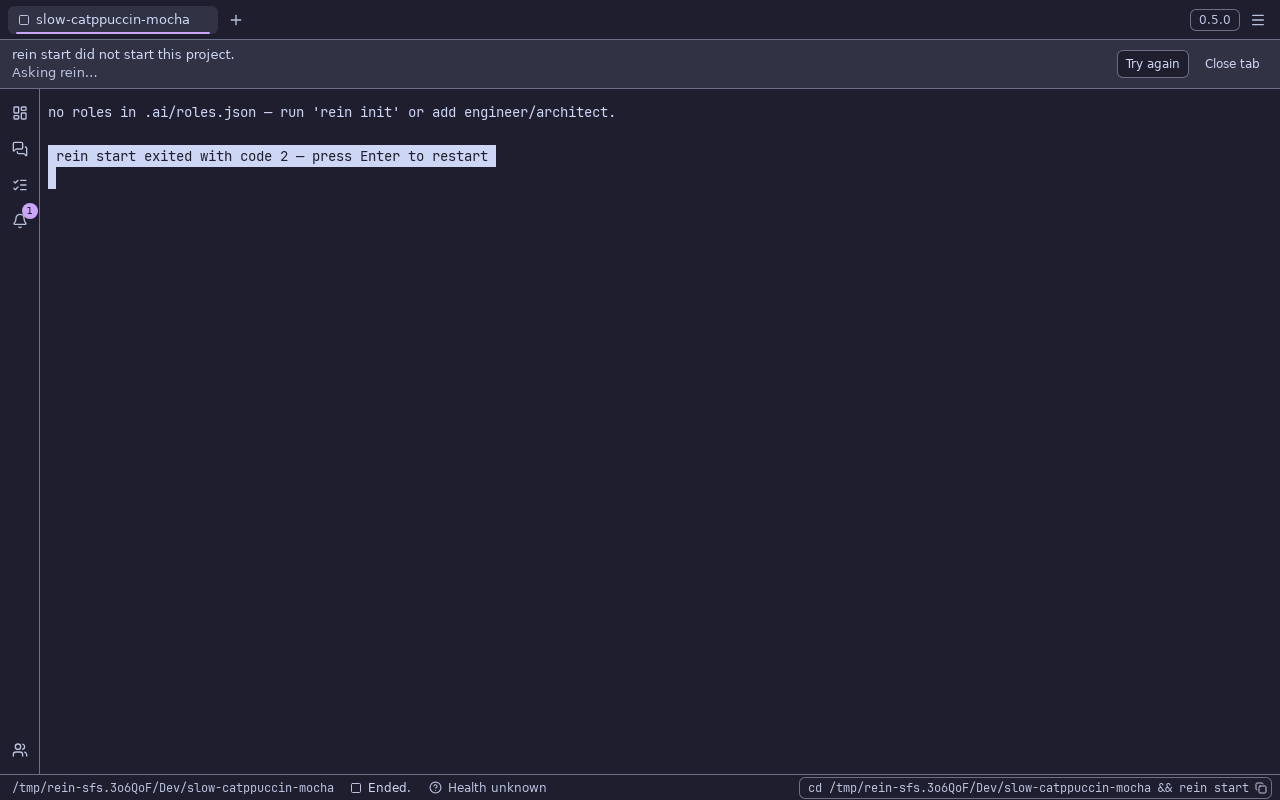 slow-catppuccin-mocha
0.5.0
rein start did not start this project.
Asking rein…
Try again
Close tab
no roles in .ai/roles.json — run 'rein init' or add engineer/architect.
rein start exited with code 2 — press Enter to restart
1
/tmp/rein-sfs.3o6QoF/Dev/slow-catppuccin-mocha
Ended.
Health unknown
cd /tmp/rein-sfs.3o6QoF/Dev/slow-catppuccin-mocha && rein start